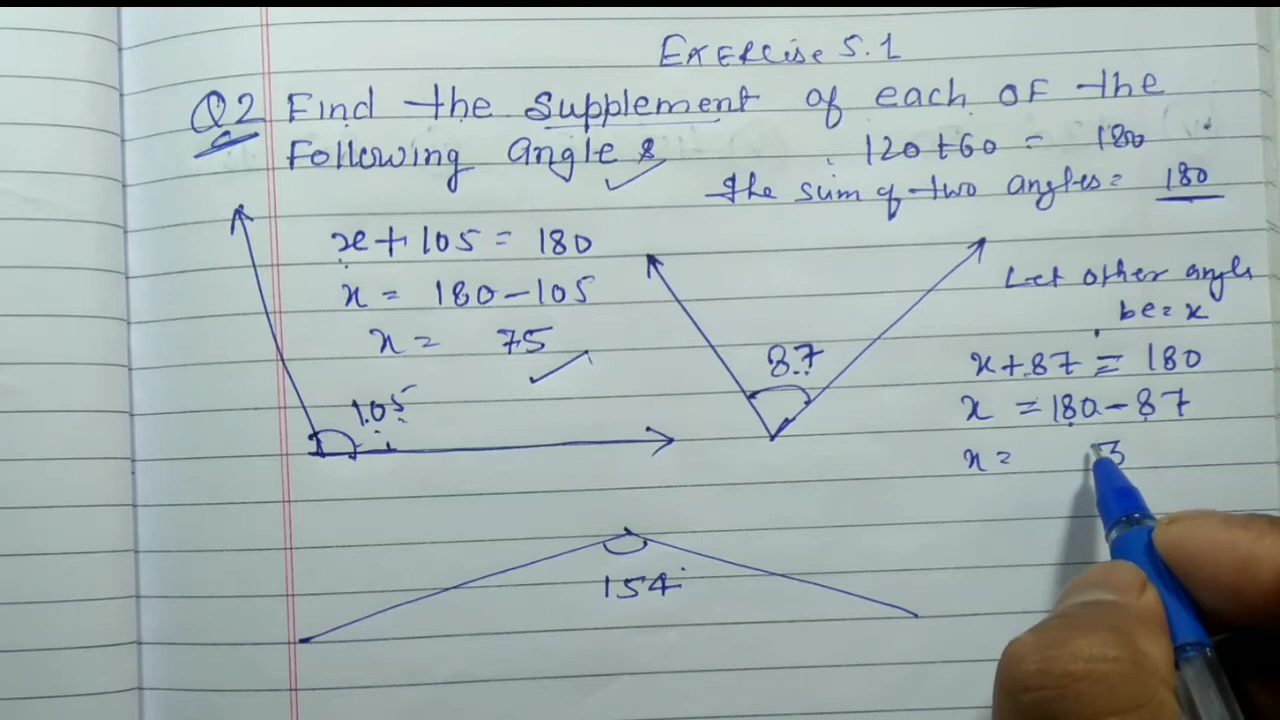 Exercise 5.1
Q2 Find the supplement of each of the
following angles
120+60 = 180
the sum of two angles = 180
x+105 = 180
x = 180-105
x = 75
105
87
Let other angle
be = x
x+87 = 180
x = 180-87
x = 3
154°